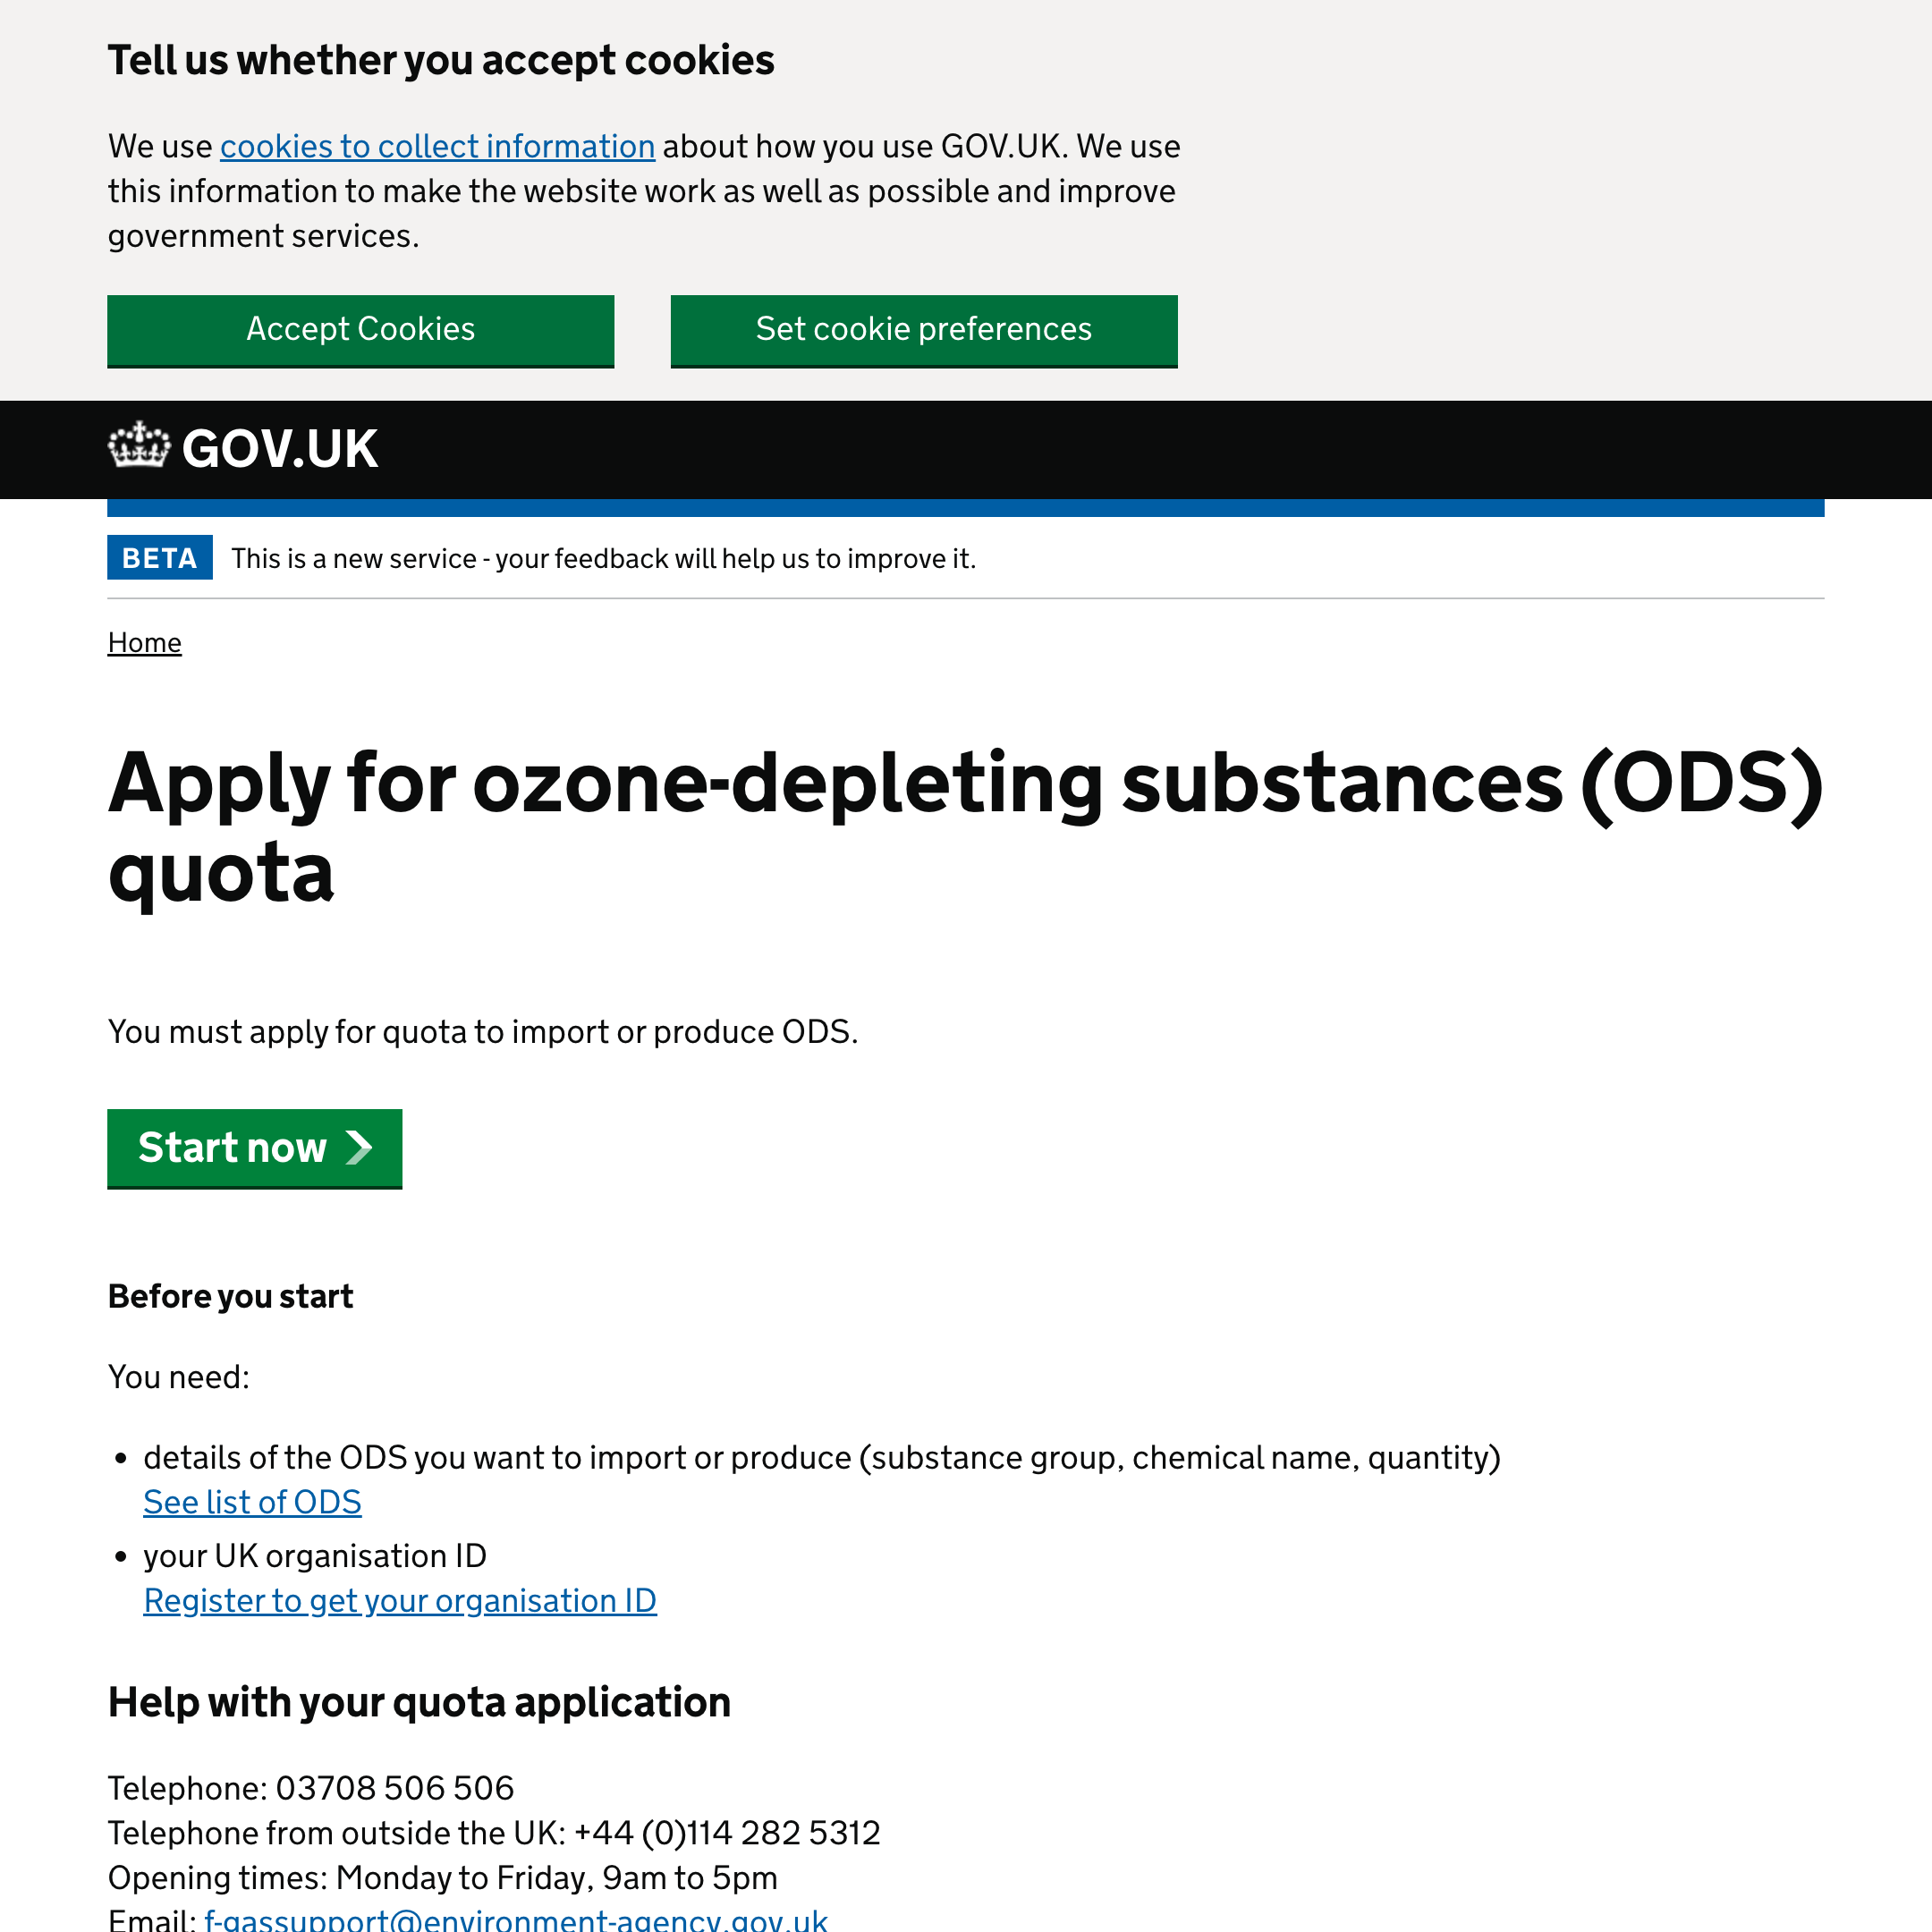 Tell us whether you accept cookies
We use cookies to collect information about how you use GOV.UK. We use
this information to make the website work as well as possible and improve
government services.
Accept Cookies
Set cookie preferences
GOV.UK
BETA
This is a new service - your feedback will help us to improve it.
Home
Apply for ozone-depleting substances (ODS)
quota
You must apply for quota to import or produce ODS.
Start now
Before you start
You need:
• details of the ODS you want to import or produce (substance group, chemical name, quantity)
See list of ODS
• your UK organisation ID
Register to get your organisation ID
Help with your quota application
Telephone: 03708 506 506
Telephone from outside the UK: +44 (0)114 282 5312
Opening times: Monday to Friday, 9am to 5pm
Email: f-gassupport@environment-agency.gov.uk